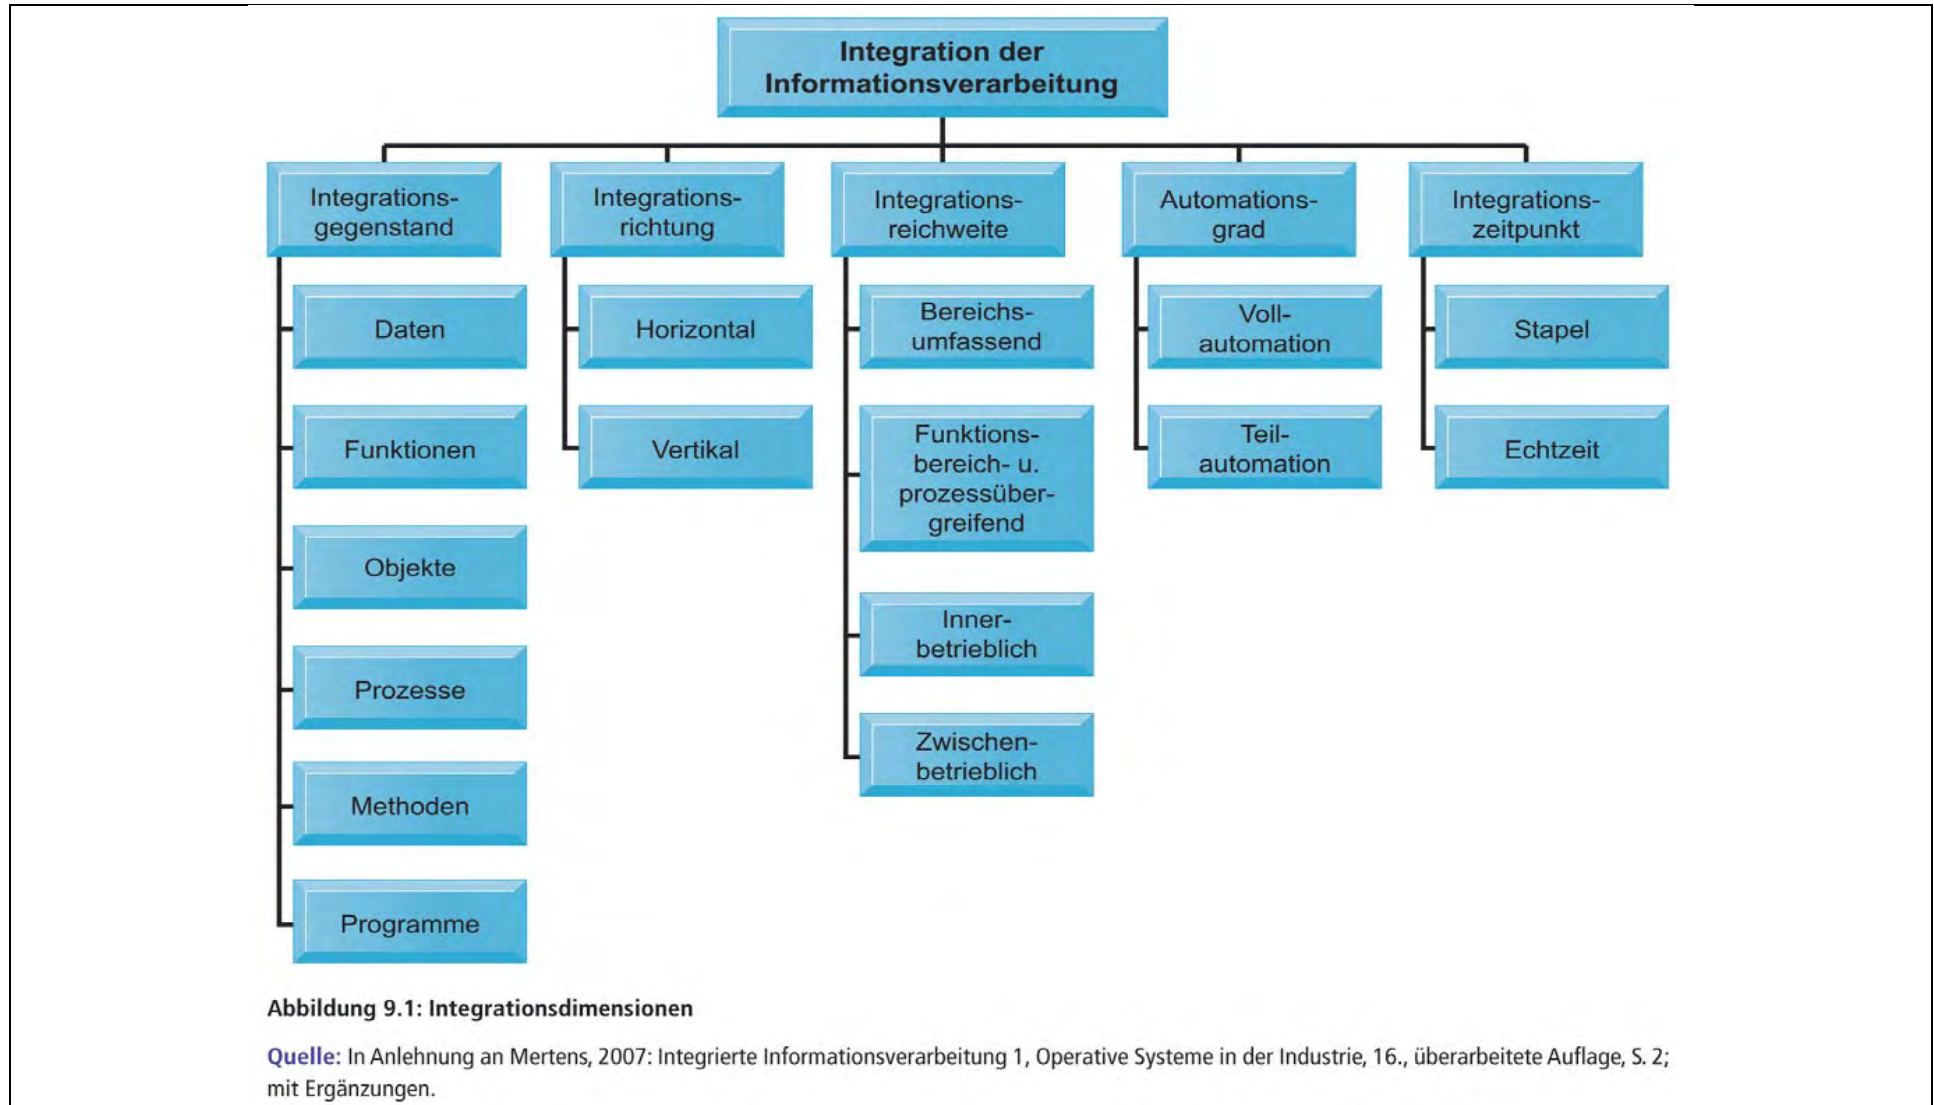 Integration der
Informationsverarbeitung
Integrations-
gegenstand
Daten
Funktionen
Objekte
Prozesse
Methoden
Programme
Integrations-
richtung
Horizontal
Vertikal
Integrations-
reichweite
Bereichs-
umfassend
Funktions-
bereich- u.
prozessüber-
greifend
Inner-
betrieblich
Zwischen-
betrieblich
Automations-
grad
Voll-
automation
Teil-
automation
Integrations-
zeitpunkt
Stapel
Echtzeit
Abbildung 9.1: Integrationsdimensionen
Quelle: In Anlehnung an Mertens, 2007: Integrierte Informationsverarbeitung 1, Operative Systeme in der Industrie, 16., überarbeitete Auflage, S. 2;
mit Ergänzungen.